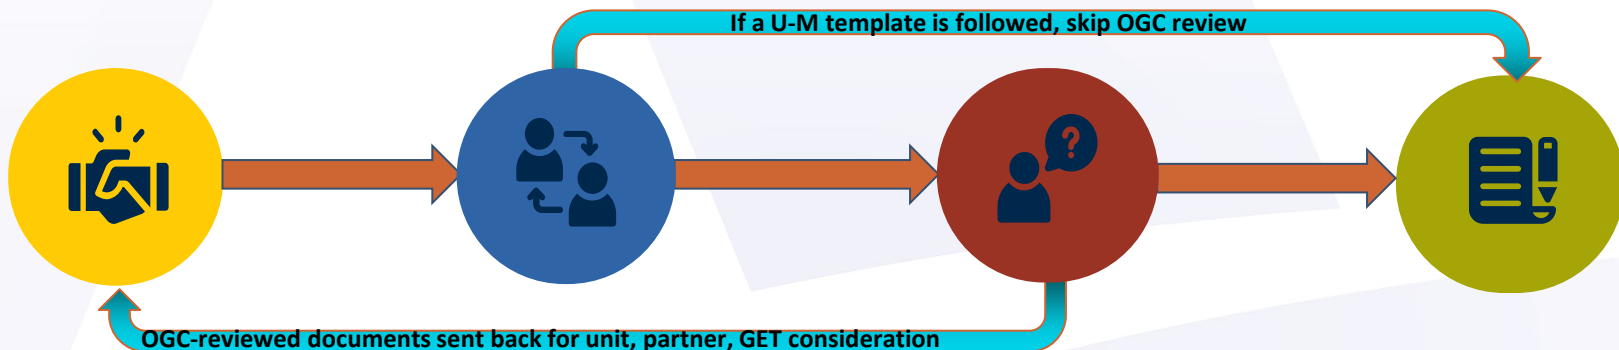 If a U-M template is followed, skip OGC review
?
OGC-reviewed documents sent back for unit, partner, GET consideration